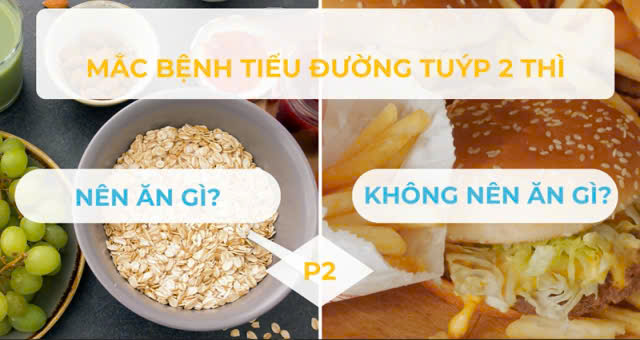 MẮC BỆNH TIỂU ĐƯỜNG TUÝP 2 THÌ
NÊN ĂN GÌ?
KHÔNG NÊN ĂN GÌ?
P2